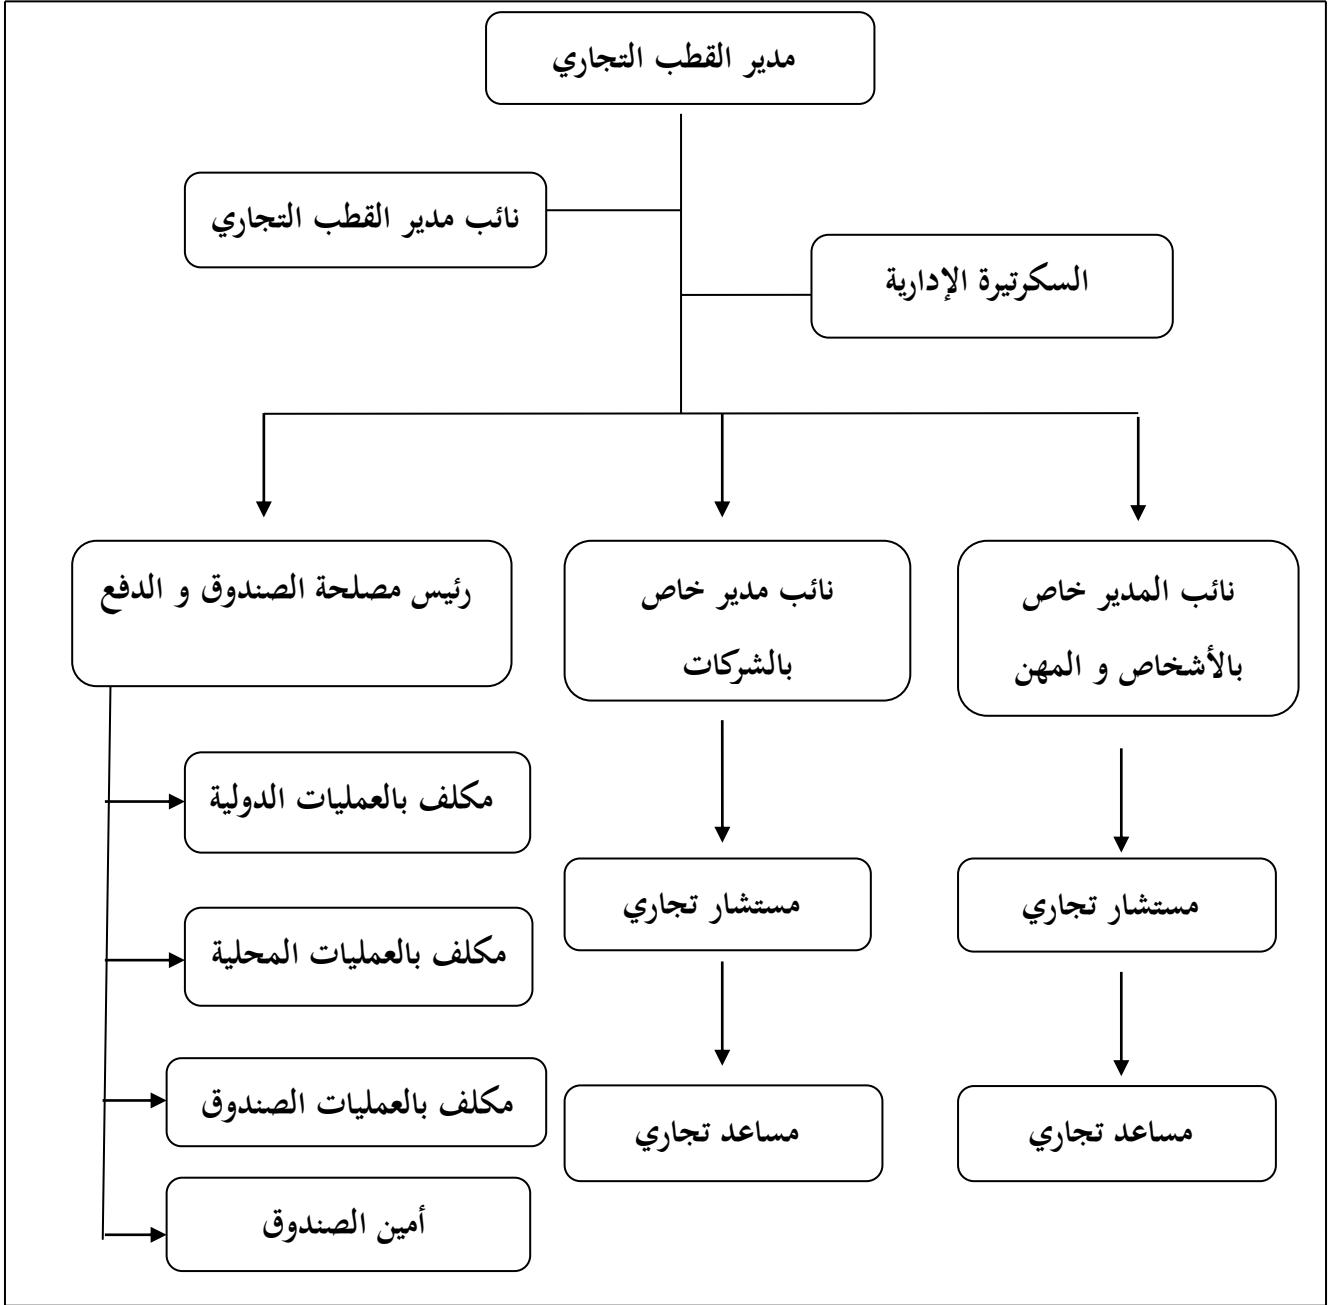 مدير القطب التجاري
نائب مدير القطب التجاري
السكرتيرة الإدارية
نائب المدير خاص
بالأشخاص و المهن
نائب مدير خاص
بالشركات
رئيس مصلحة الصندوق و الدفع
مكلف بالعمليات الدولية
مستشار تجاري
مستشار تجاري
مكلف بالعمليات المحلية
مكلف بالعمليات الصندوق
مساعد تجاري
مساعد تجاري
أمين الصندوق